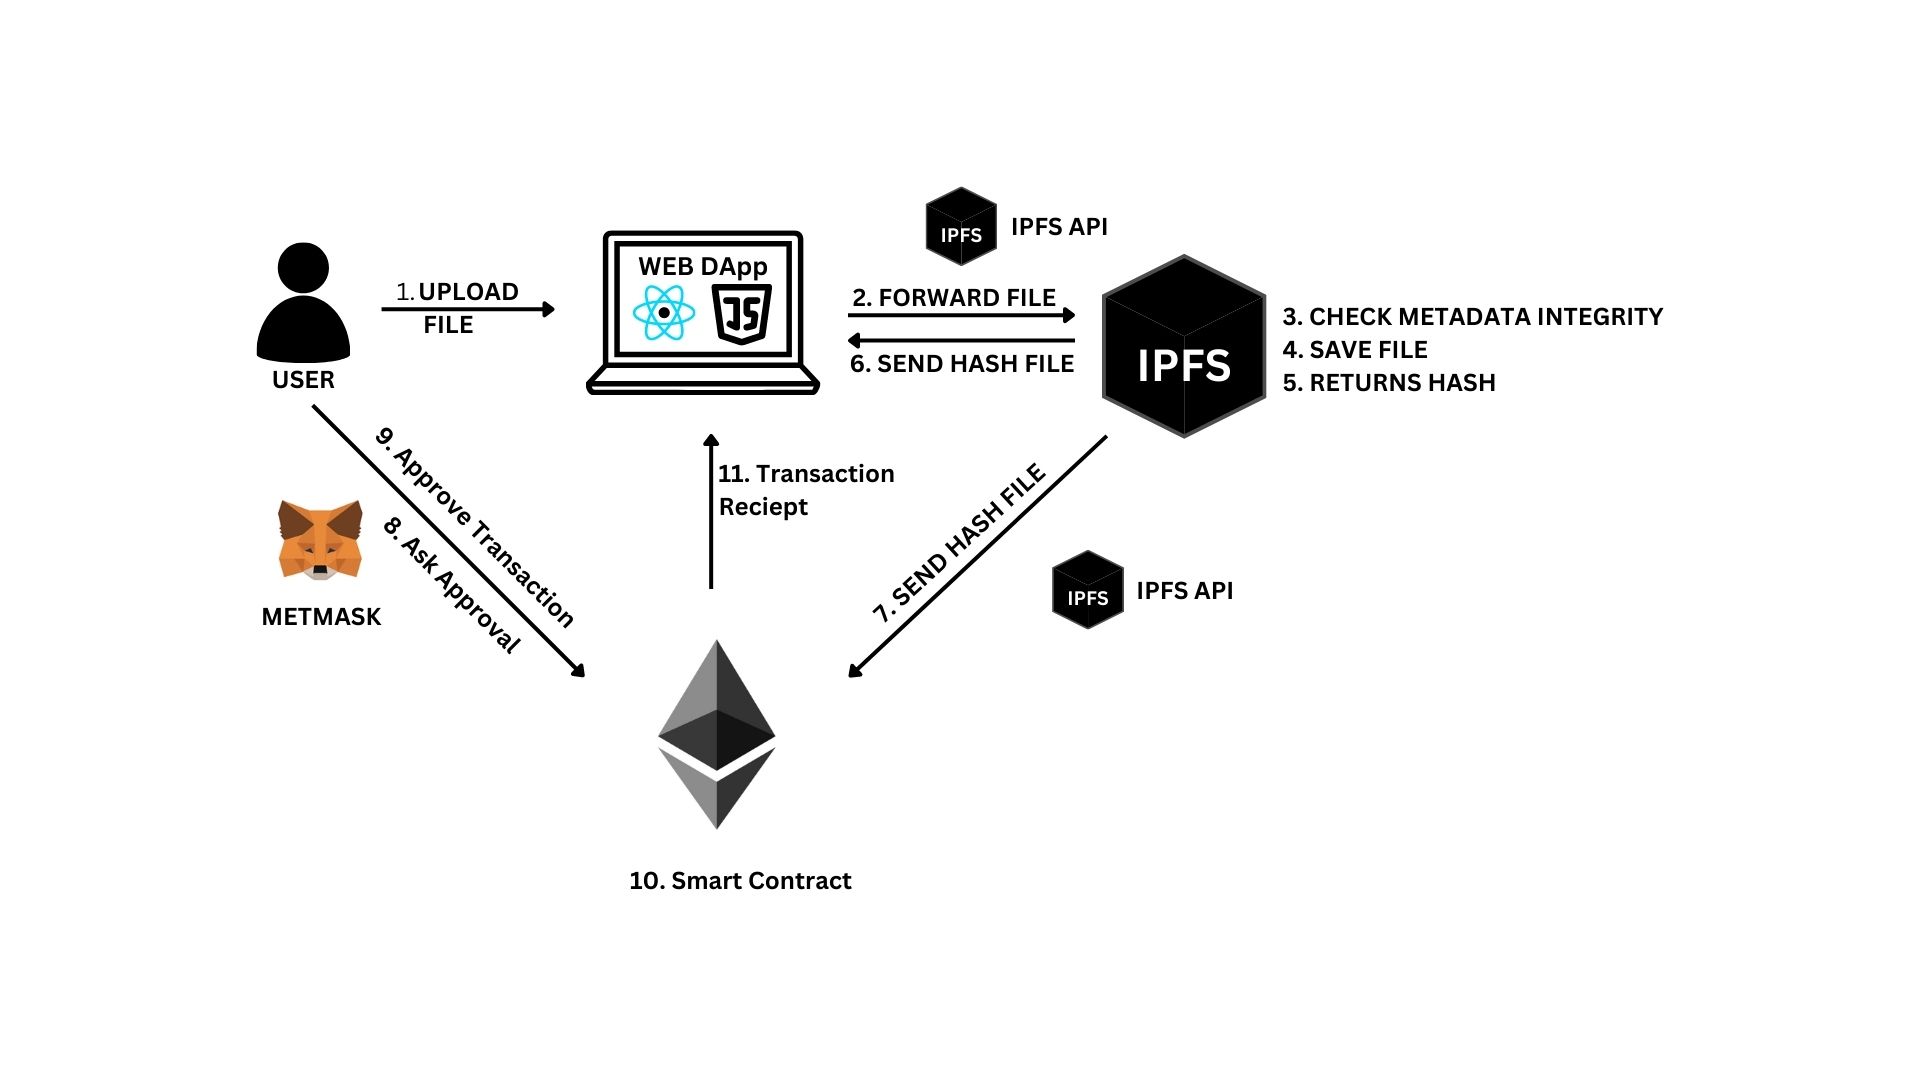 IPFS
IPFS API
WEB DApp
JS
1. UPLOAD
FILE
USER
2. FORWARD FILE
6. SEND HASH FILE
IPFS
3. CHECK METADATA INTEGRITY
4. SAVE FILE
5. RETURNS HASH
9. Approve Transaction
8. Ask Approval
METMASK
11. Transaction
Reciept
7. SEND HASH FILE
IPFS
IPFS API
10. Smart Contract